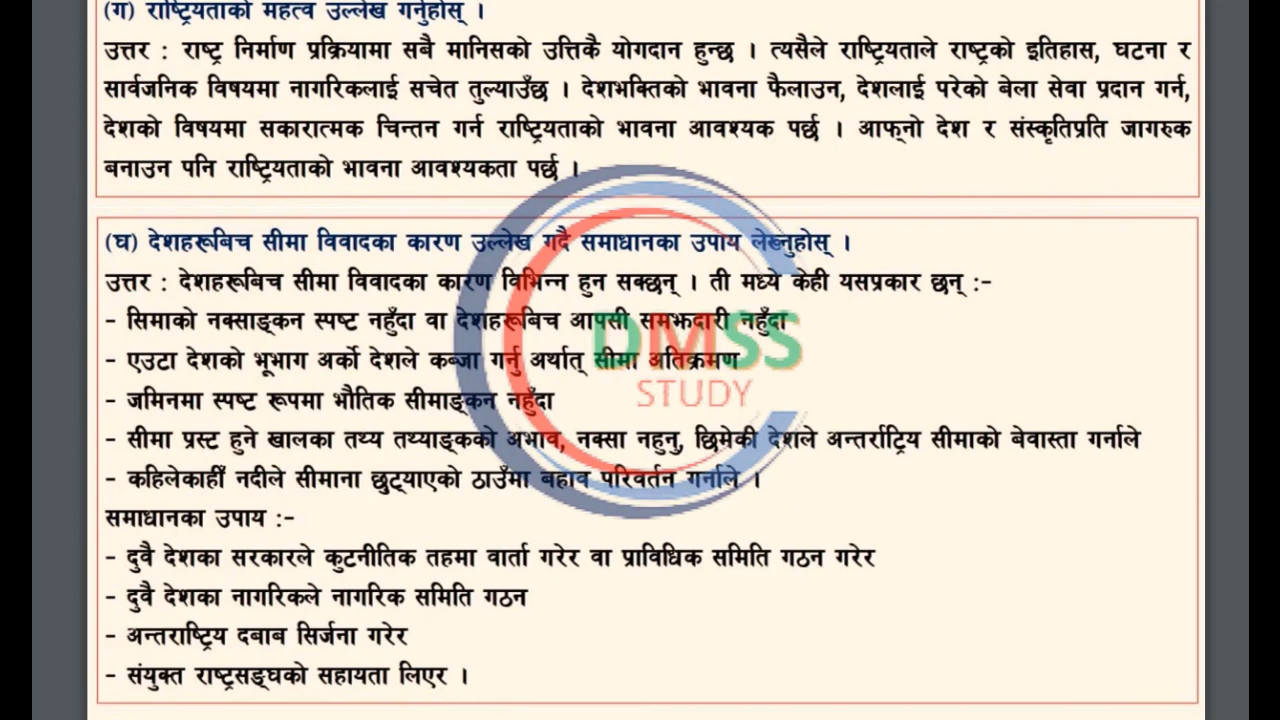 (ग) राष्ट्रियताको महत्व उल्लेख गर्नुहोस् ।
उत्तर : राष्ट्र निर्माण प्रक्रियामा सबै मानिसको उत्तिकै योगदान हुन्छ । त्यसैले राष्ट्रियताले राष्ट्रको इतिहास, घटना र
सार्वजनिक विषयमा नागरिकलाई सचेत तुल्याउँछ । देशभक्तिको भावना फैलाउन, देशलाई परेको बेला सेवा प्रदान गर्न,
देशको विषयमा सकारात्मक चिन्तन गर्न राष्ट्रियताको भावना आवश्यक पर्छ । आफ्नो देश र संस्कृतिप्रति जागरुक
बनाउन पनि राष्ट्रियताको भावना आवश्यकता पर्छ ।
(घ) देशहरूबिच सीमा विवादका कारण उल्लेख गर्दै समाधानका उपाय लेख्नुहोस् ।
उत्तर : देशहरूबिच सीमा विवादका कारण विभिन्न हुन सक्छन् । ती मध्ये केही यसप्रकार छन् :-
- सिमाको नक्साङ्कन स्पष्ट नहुँदा वा देशहरूबिच आपसी समझदारी नहुँदा
- एउटा देशको भूभाग अर्को देशले कब्जा गर्नु अर्थात् सीमा अतिक्रमण
- जमिनमा स्पष्ट रूपमा भौतिक सीमाङ्कन नहुँदा
- सीमा प्रस्ट हुने खालका तथ्य तथ्याङ्कको अभाव, नक्सा नहुनु, छिमेकी देशले अन्तर्राट्रिय सीमाको बेवास्ता गर्नाले
- कहिलेकाहीँ नदीले सीमाना छुट्याएको ठाउँमा बहाव परिवर्तन गर्नाले ।
समाधानका उपाय :-
- दुवै देशका सरकारले कुटनीतिक तहमा वार्ता गरेर वा प्राविधिक समिति गठन गरेर
- दुवै देशका नागरिकले नागरिक समिति गठन
- अन्तराष्ट्रिय दबाब सिर्जना गरेर
- संयुक्त राष्ट्रसङ्घको सहायता लिएर ।
DMSS
STUDY